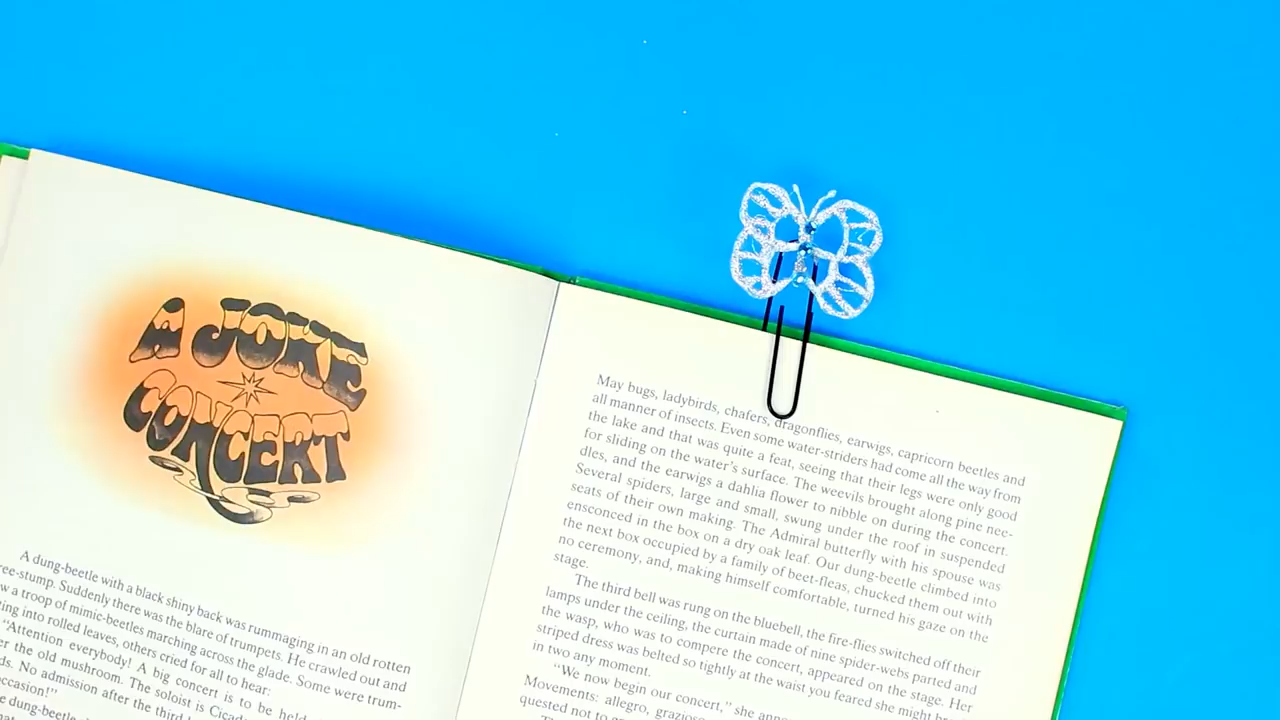 A JOKE
CONCERT
A dung-beetle with a black shiny back was rummaging in an old rotten
ree-stump. Suddenly there was the blare of trumpets. He crawled out and
w a troop of mimic-beetles marching across the glade. Some were trum-
ting into rolled leaves, others cried for all to hear:
"Attention everybody! A big concert is to be held
er the old mushroom. The soloist is Cicad
ds. No admission after the third b
occasion!"
e dung-beetle
May bugs, ladybirds, chafers, dragonflies, earwigs, capricorn beetles and
all manner of insects. Even some water-striders had come all the way from
the lake and that was quite a feat, seeing that their legs were only good
for sliding on the water's surface. The weevils brought along pine nee-
dles, and the earwigs a dahlia flower to nibble on during the concert.
Several spiders, large and small, swung under the roof in suspended
seats of their own making. The Admiral butterfly with his spouse was
ensconced in the box on a dry oak leaf. Our dung-beetle climbed into
the next box occupied by a family of beet-fleas, chucked them out with
no ceremony, and, making himself comfortable, turned his gaze on the
stage.
The third bell was rung on the bluebell, the fire-flies switched off their
lamps under the ceiling, the curtain made of nine spider-webs parted and
the wasp, who was to compere the concert, appeared on the stage. Her
striped dress was belted so tightly at the waist you feared she might br
in two any moment.
"We now begin our concert," she anno
Movements: allegro, grazioso
quested not to